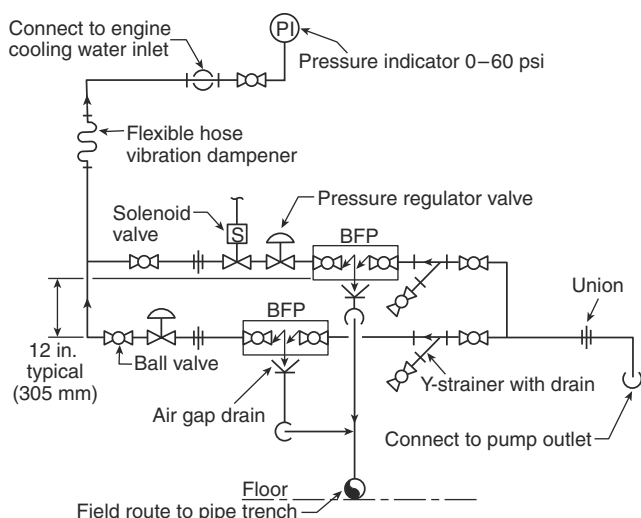 Connect to engine
cooling water inlet
PI
Pressure indicator 0–60 psi
Flexible hose
vibration dampener
Solenoid
valve
Pressure regulator valve
S
BFP
BFP
Union
12 in.
typical
(305 mm)
Ball valve
Air gap drain
Y-strainer with drain
Connect to pump outlet
Floor
Field route to pipe trench